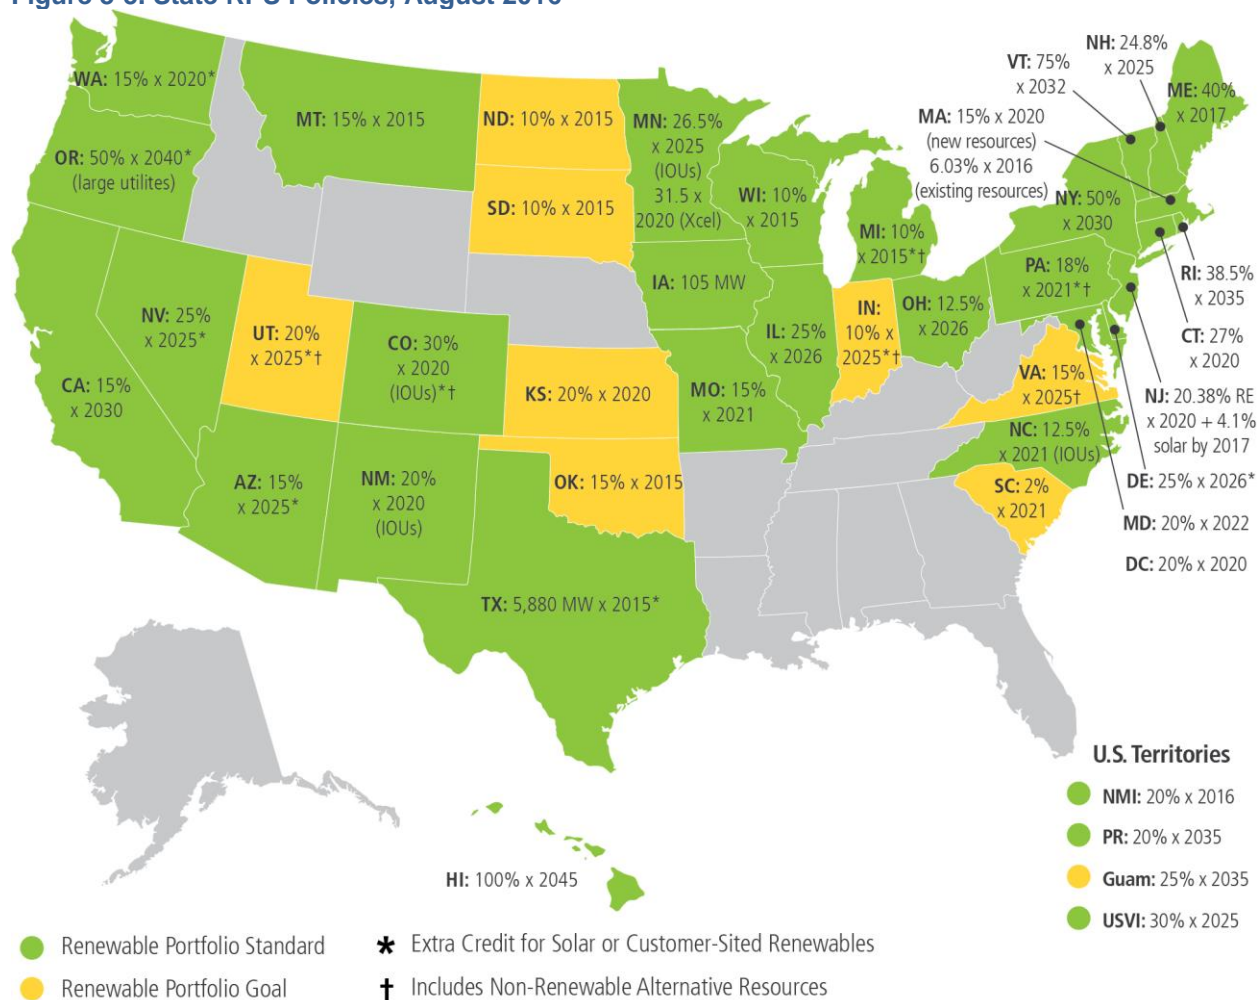 State RPS Policies, August 2016
WA: 15% x 2020*
OR: 50% x 2040*
(large utilites)
CA: 15%
x 2030
NV: 25%
x 2025*
MT: 15% x 2015
UT: 20%
x 2025*†
AZ: 15%
x 2025*
CO: 30%
x 2020
(IOUs)*†
NM: 20%
x 2020
(IOUs)
ND: 10% x 2015
SD: 10% x 2015
KS: 20% x 2020
OK: 15% x 2015
TX: 5,880 MW x 2015*
MN: 26.5%
x 2025
(IOUs)
31.5 x
2020 (Xcel)
IA: 105 MW
MO: 15%
x 2021
WI: 10%
x 2015
IL: 25%
x 2026
MI: 10%
x 2015*†
IN:
10% x
2025*†
OH: 12.5%
x 2026
PA: 18%
x 2021*†
NY: 50%
x 2030
VA: 15%
x 2025†
NC: 12.5%
x 2021 (IOUs)
SC: 2%
x 2021
VT: 75%
x 2032
NH: 24.8%
x 2025
ME: 40%
x 2017
MA: 15% x 2020
(new resources)
6.03% x 2016
(existing resources)
RI: 38.5%
x 2035
CT: 27%
x 2020
NJ: 20.38% RE
x 2020 + 4.1%
solar by 2017
DE: 25% x 2026*
MD: 20% x 2022
DC: 20% x 2020
HI: 100% x 2045
U.S. Territories
NMI: 20% x 2016
PR: 20% x 2035
Guam: 25% x 2035
USVI: 30% x 2025
Renewable Portfolio Standard
Renewable Portfolio Goal
* Extra Credit for Solar or Customer-Sited Renewables
† Includes Non-Renewable Alternative Resources